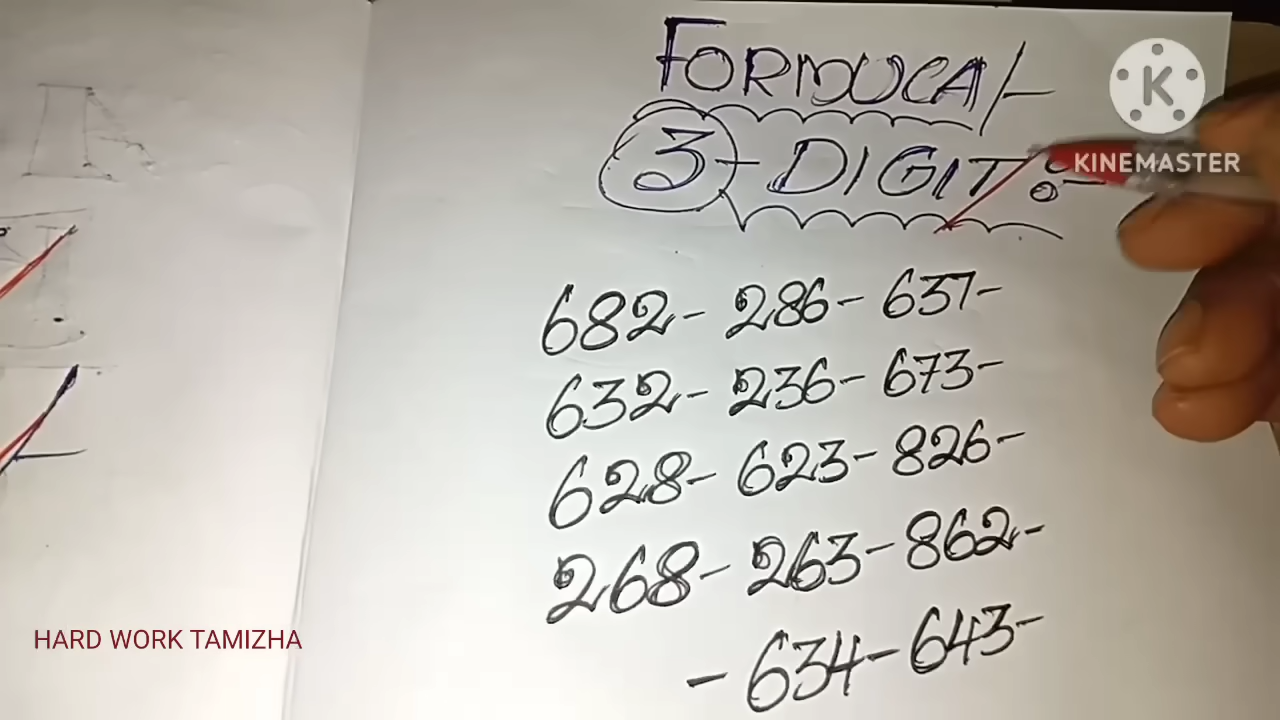 FORMUCA/-
3 - DIGIT :-
682- 286- 637-
632- 236- 673-
628- 623- 826-
268- 263- 862-
- 634- 643-
K
KINEMASTER
HARD WORK TAMIZHA